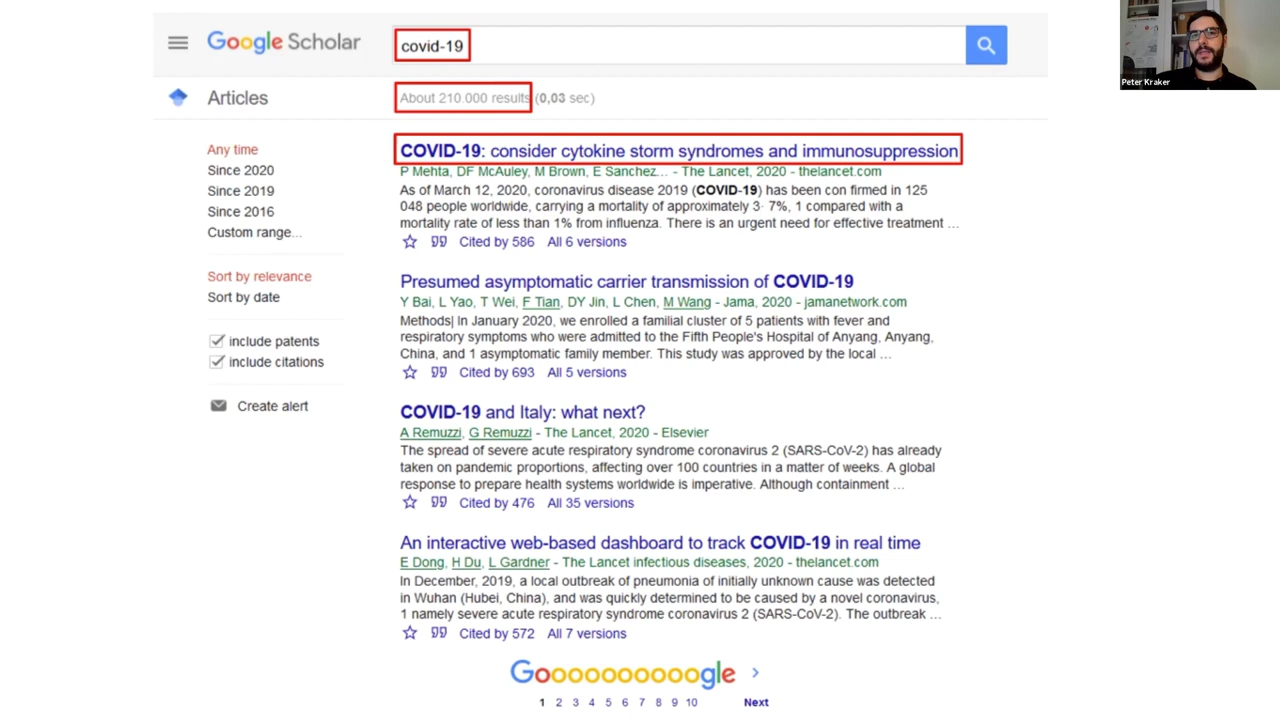 Google Scholar
covid-19
Peter Kraker
Articles
About 210.000 results (0,03 sec)
Any time
Since 2020
Since 2019
Since 2016
Custom range...
Sort by relevance
Sort by date
include patents
include citations
Create alert
COVID-19: consider cytokine storm syndromes and immunosuppression
P Mehta, DF McAuley, M Brown, E Sanchez... - The Lancet, 2020 - thelancet.com
As of March 12, 2020, coronavirus disease 2019 (COVID-19) has been con firmed in 125
048 people worldwide, carrying a mortality of approximately 3· 7%, 1 compared with a
mortality rate of less than 1% from influenza. There is an urgent need for effective treatment ...
Cited by 586 All 6 versions
Presumed asymptomatic carrier transmission of COVID-19
Y Bai, L Yao, T Wei, F Tian, DY Jin, L Chen, M Wang - Jama, 2020 - jamanetwork.com
Methods| In January 2020, we enrolled a familial cluster of 5 patients with fever and
respiratory symptoms who were admitted to the Fifth People's Hospital of Anyang, Anyang,
China, and 1 asymptomatic family member. This study was approved by the local ...
Cited by 693 All 5 versions
COVID-19 and Italy: what next?
A Remuzzi, G Remuzzi - The Lancet, 2020 - Elsevier
The spread of severe acute respiratory syndrome coronavirus 2 (SARS-CoV-2) has already
taken on pandemic proportions, affecting over 100 countries in a matter of weeks. A global
response to prepare health systems worldwide is imperative. Although containment ...
Cited by 476 All 35 versions
An interactive web-based dashboard to track COVID-19 in real time
E Dong, H Du, L Gardner - The Lancet infectious diseases, 2020 - thelancet.com
In December, 2019, a local outbreak of pneumonia of initially unknown cause was detected
in Wuhan (Hubei, China), and was quickly determined to be caused by a novel coronavirus,
1 namely severe acute respiratory syndrome coronavirus 2 (SARS-CoV-2). The outbreak ...
Cited by 572 All 7 versions
Goooooooooogle >
1 2 3 4 5 6 7 8 9 10 Next